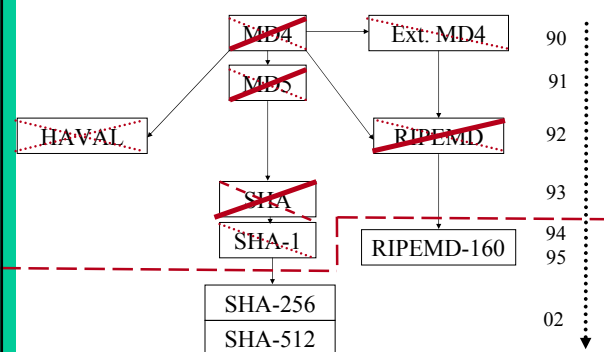 MD4
Ext. MD4
90
MD5
91
HAVAL
RIPEMD
92
SHA
93
SHA-1
RIPEMD-160
94
95
SHA-256
02
SHA-512